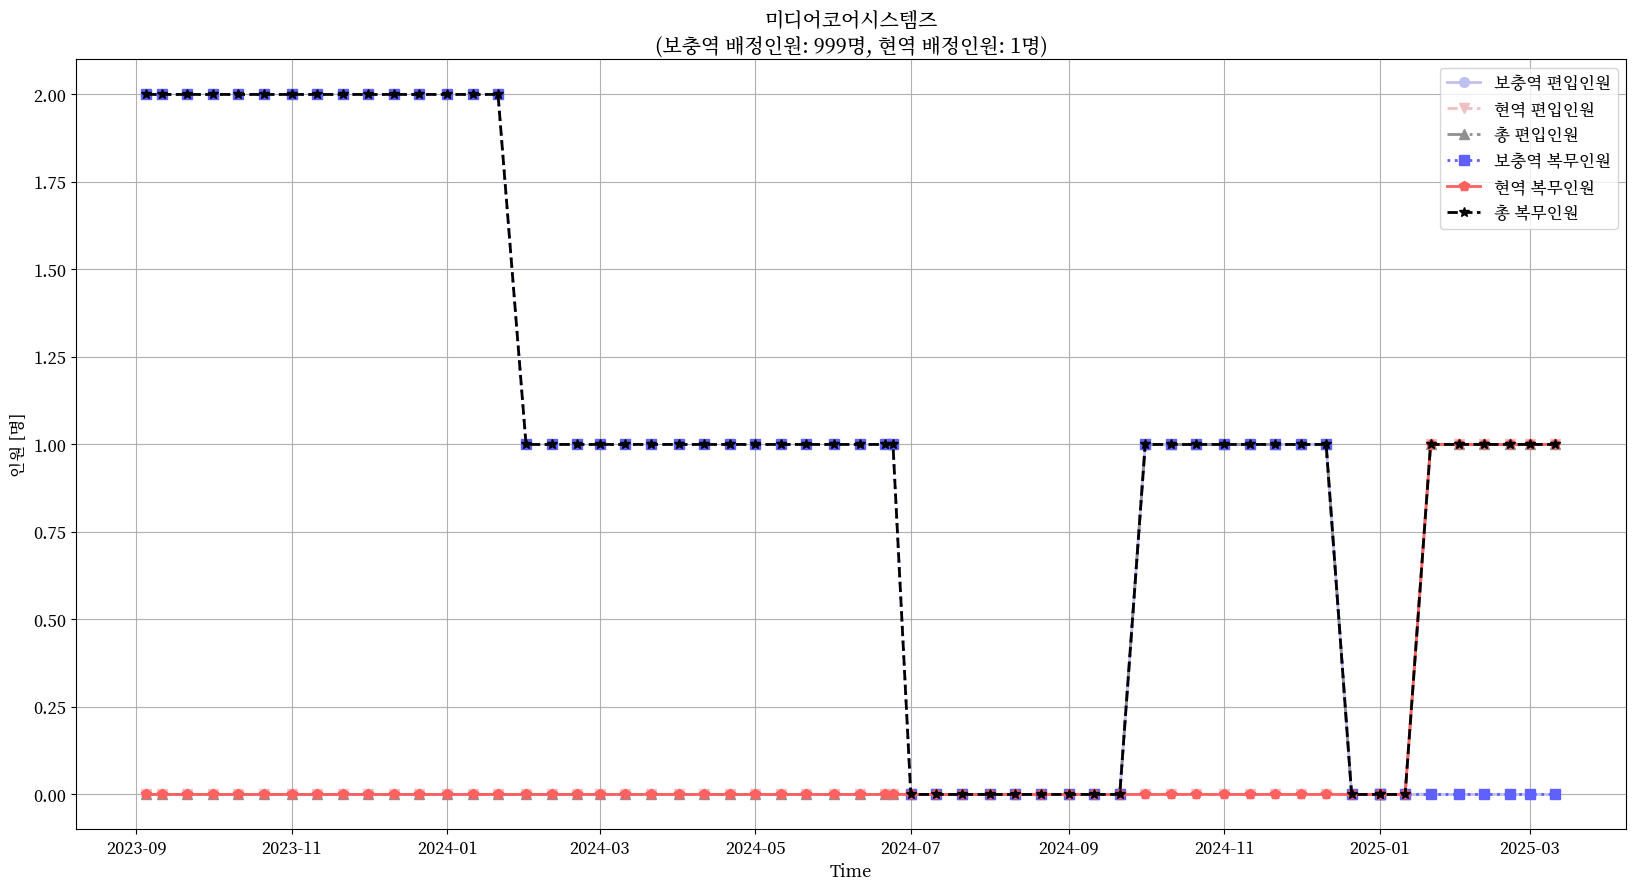 미디어코어시스템즈
(보충역 배정인원: 999명, 현역 배정인원: 1명)
보충역 편입인원
현역 편입인원
총 편입인원
보충역 복무인원
현역 복무인원
총 복무인원
인원 [명]
2.00
1.75
1.50
1.25
1.00
0.75
0.50
0.25
0.00
2023-09
2023-11
2024-01
2024-03
2024-05
2024-07
2024-09
2024-11
2025-01
2025-03
Time